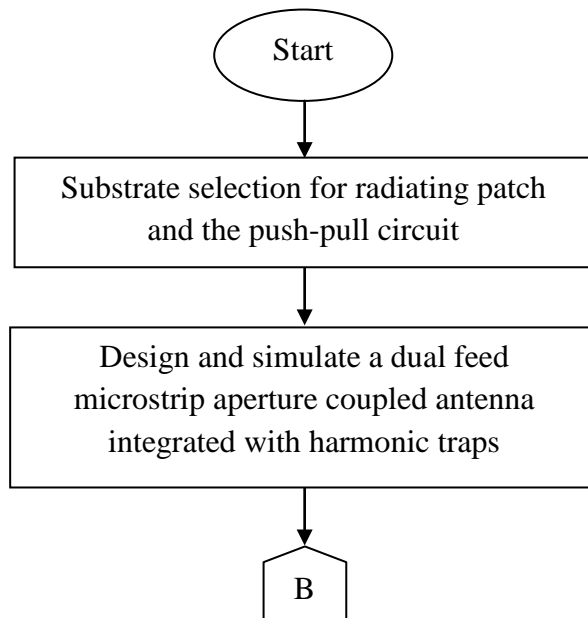 Start
Substrate selection for radiating patch
and the push-pull circuit
Design and simulate a dual feed
microstrip aperture coupled antenna
integrated with harmonic traps
B